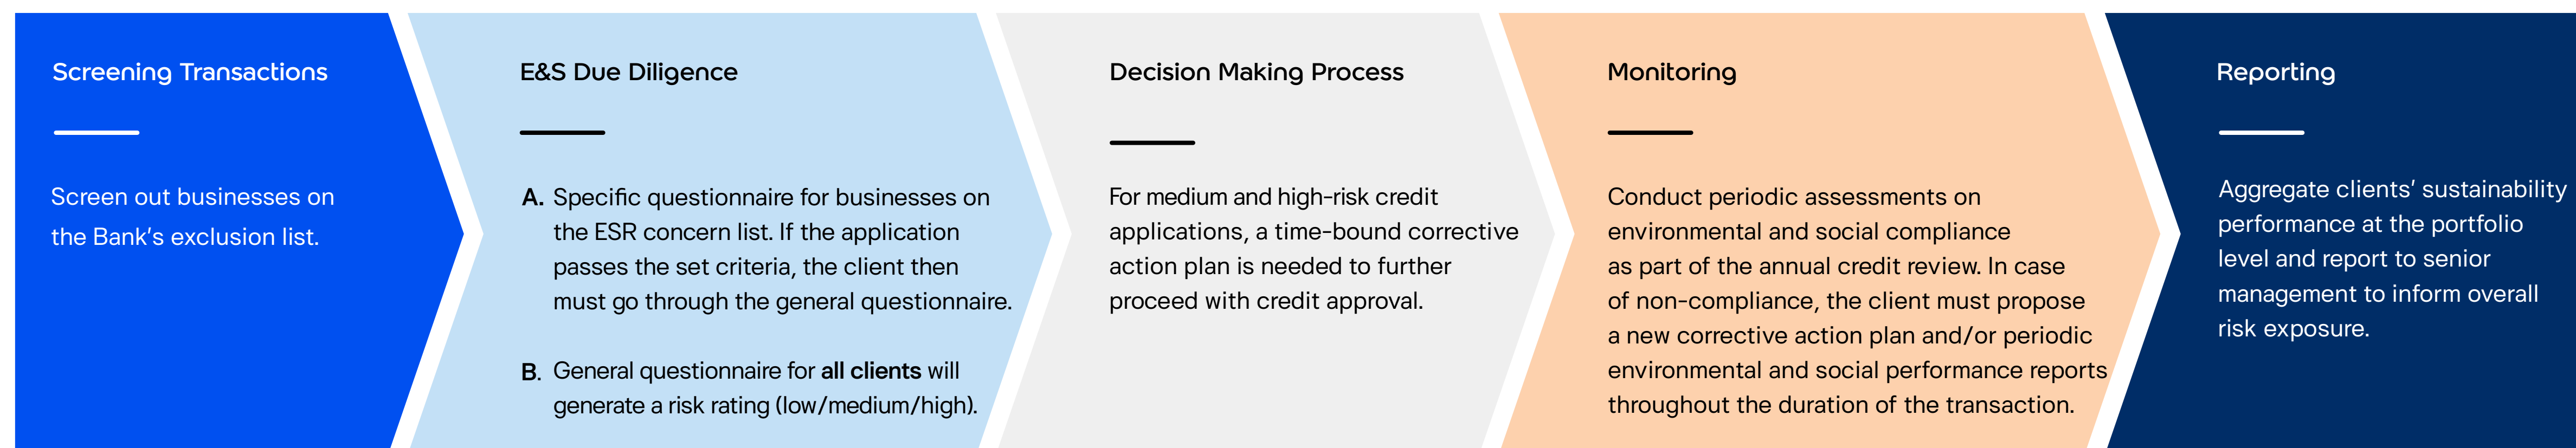 Screening Transactions
Screen out businesses on
the Bank's exclusion list.
E&S Due Diligence
A. Specific questionnaire for businesses on
the ESR concern list. If the application
passes the set criteria, the client then
must go through the general questionnaire.
B. General questionnaire for all clients will
generate a risk rating (low/medium/high).
Decision Making Process
For medium and high-risk credit
applications, a time-bound corrective
action plan is needed to further
proceed with credit approval.
Monitoring
Conduct periodic assessments on
environmental and social compliance
as part of the annual credit review. In case
of non-compliance, the client must propose
a new corrective action plan and/or periodic
environmental and social performance reports
throughout the duration of the transaction.
Reporting
Aggregate clients' sustainability
performance at the portfolio
level and report to senior
management to inform overall
risk exposure.